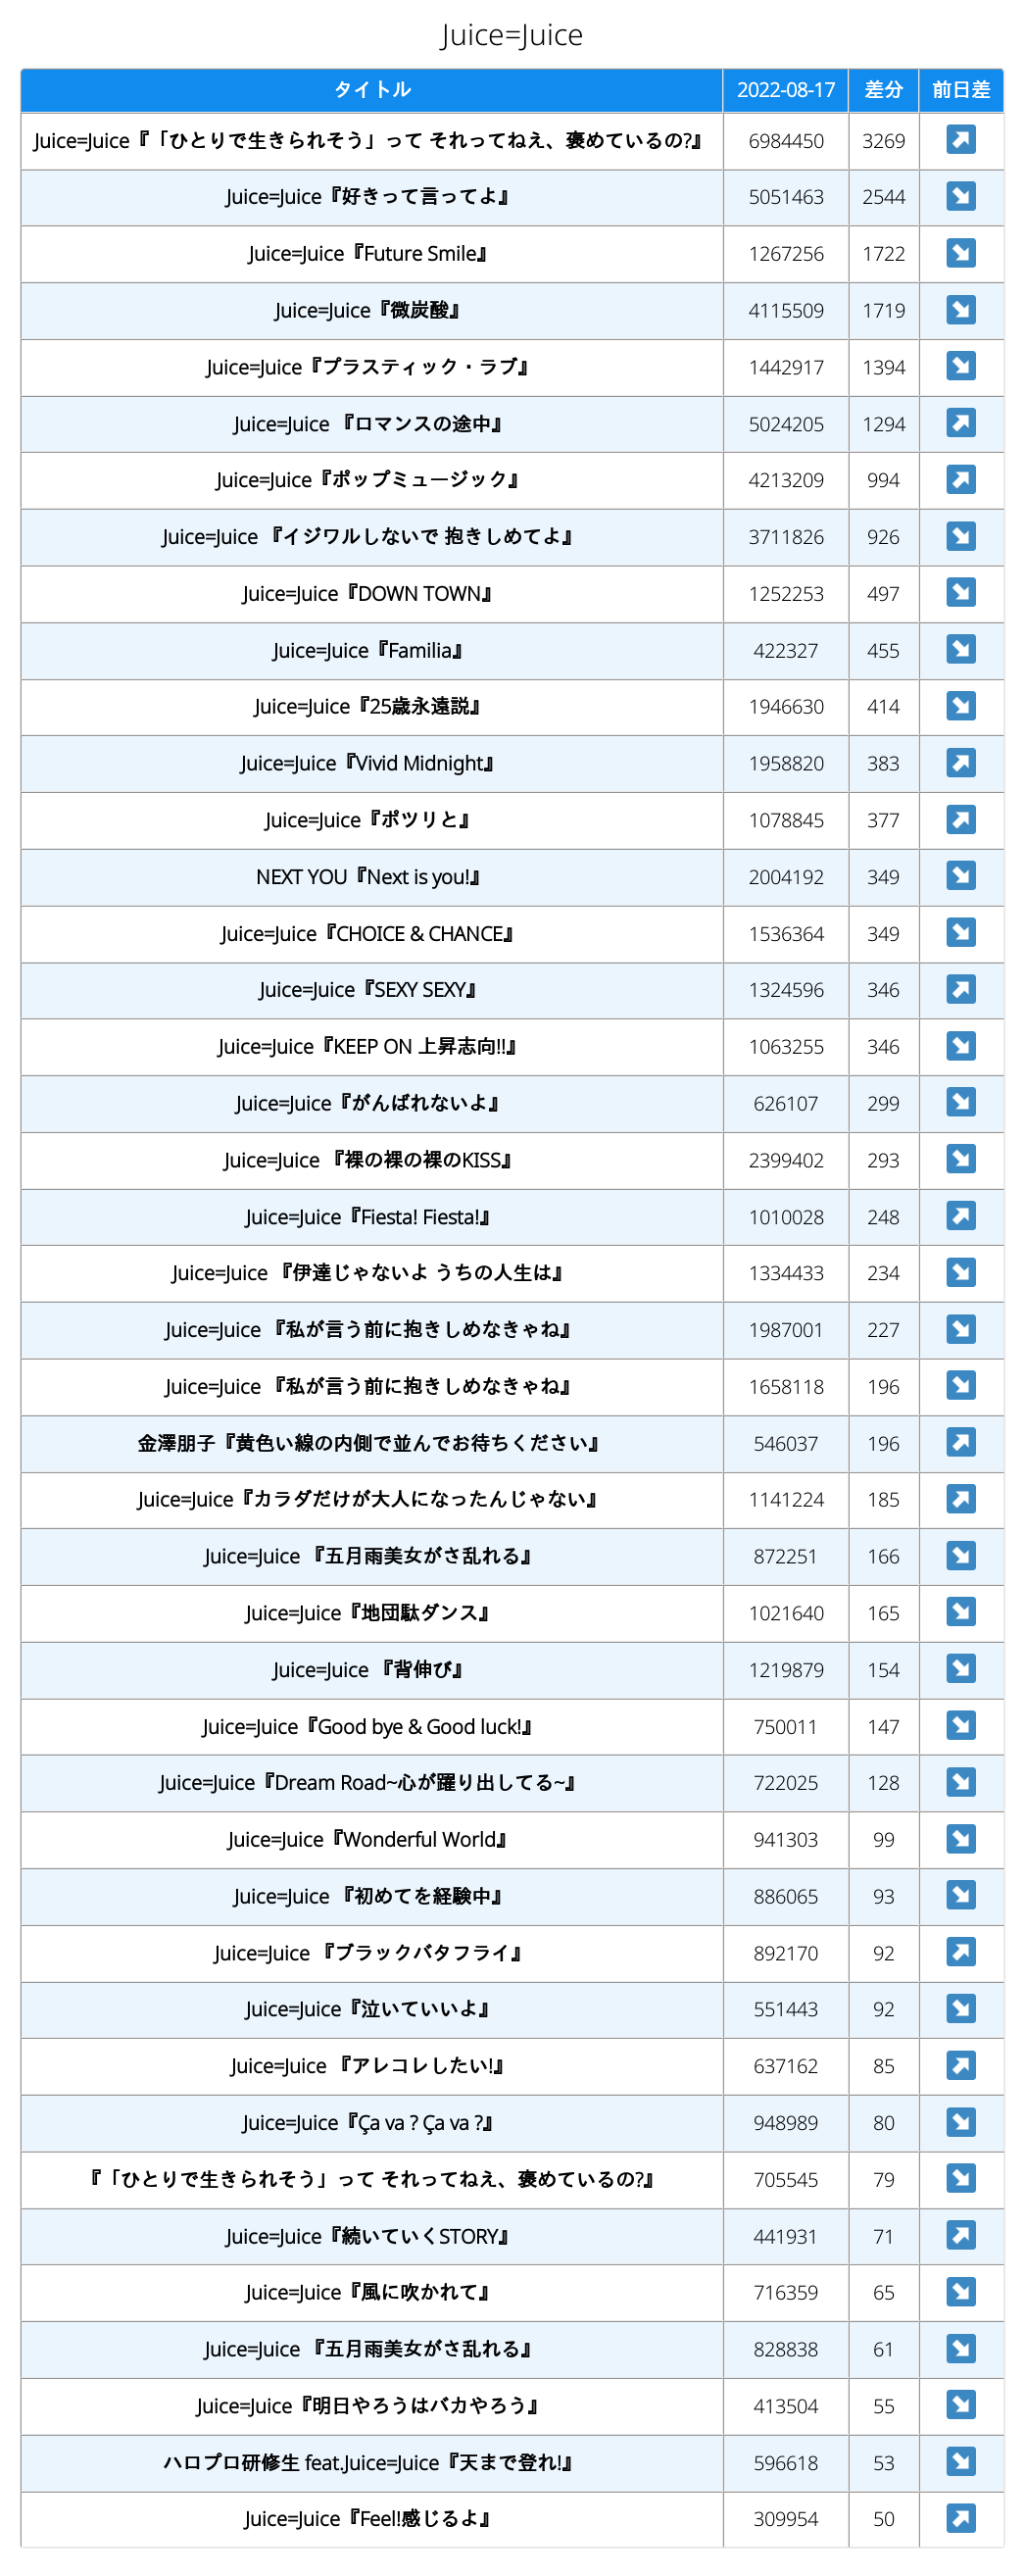 Juice=Juice
タイトル 2022-08-17 差分 前日差
Juice=Juice『「ひとりで生きられそう」って それってねえ、褒めているの?』 6984450 3269 ↗
Juice=Juice『好きって言ってよ』 5051463 2544 ↘
Juice=Juice『Future Smile』 1267256 1722 ↘
Juice=Juice『微炭酸』 4115509 1719 ↘
Juice=Juice『プラスティック・ラブ』 1442917 1394 ↘
Juice=Juice 『ロマンスの途中』 5024205 1294 ↗
Juice=Juice『ポップミュージック』 4213209 994 ↗
Juice=Juice 『イジワルしないで 抱きしめてよ』 3711826 926 ↘
Juice=Juice『DOWN TOWN』 1252253 497 ↘
Juice=Juice『Familia』 422327 455 ↘
Juice=Juice『25歳永遠説』 1946630 414 ↘
Juice=Juice『Vivid Midnight』 1958820 383 ↗
Juice=Juice『ポツリと』 1078845 377 ↗
NEXT YOU『Next is you!』 2004192 349 ↘
Juice=Juice『CHOICE & CHANCE』 1536364 349 ↘
Juice=Juice『SEXY SEXY』 1324596 346 ↗
Juice=Juice『KEEP ON 上昇志向!!』 1063255 346 ↘
Juice=Juice『がんばれないよ』 626107 299 ↘
Juice=Juice 『裸の裸の裸のKISS』 2399402 293 ↘
Juice=Juice『Fiesta! Fiesta!』 1010028 248 ↗
Juice=Juice 『伊達じゃないよ うちの人生は』 1334433 234 ↘
Juice=Juice 『私が言う前に抱きしめなきゃね』 1987001 227 ↘
Juice=Juice 『私が言う前に抱きしめなきゃね』 1658118 196 ↘
金澤朋子『黄色い線の内側で並んでお待ちください』 546037 196 ↗
Juice=Juice『カラダだけが大人になったんじゃない』 1141224 185 ↗
Juice=Juice 『五月雨美女がさ乱れる』 872251 166 ↘
Juice=Juice『地団駄ダンス』 1021640 165 ↘
Juice=Juice 『背伸び』 1219879 154 ↘
Juice=Juice『Good bye & Good luck!』 750011 147 ↘
Juice=Juice『Dream Road~心が躍り出してる~』 722025 128 ↘
Juice=Juice『Wonderful World』 941303 99 ↘
Juice=Juice 『初めてを経験中』 886065 93 ↘
Juice=Juice 『ブラックバタフライ』 892170 92 ↗
Juice=Juice『泣いていいよ』 551443 92 ↘
Juice=Juice 『アレコレしたい!』 637162 85 ↗
Juice=Juice『Ça va ? Ça va ?』 948989 80 ↘
『「ひとりで生きられそう」って それってねえ、褒めているの?』 705545 79 ↘
Juice=Juice『続いていくSTORY』 441931 71 ↗
Juice=Juice『風に吹かれて』 716359 65 ↘
Juice=Juice 『五月雨美女がさ乱れる』 828838 61 ↘
Juice=Juice『明日やろうはバカやろう』 413504 55 ↘
ハロプロ研修生 feat.Juice=Juice『天まで登れ!』 596618 53 ↘
Juice=Juice『Feel!感じるよ』 309954 50 ↗